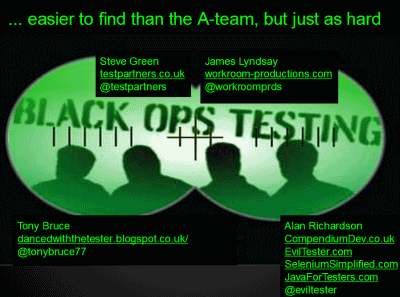 ... easier to find than the A-team, but just as hard
Steve Green
testpartners.co.uk
@testpartners
James Lyndsay
workroom-productions.com
@workroomprds
BLACK OPS TESTING
Tony Bruce
dancedwiththetester.blogspot.co.uk/
@tonybruce77
Alan Richardson
CompendiumDev.co.uk
EvilTester.com
SeleniumSimplified.com
JavaForTesters.com
@eviltester